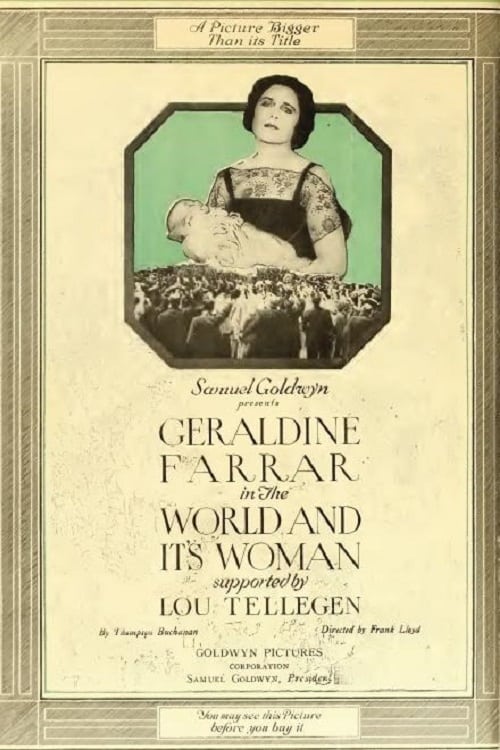 A Picture Bigger
Than its Title
Samuel Goldwyn
presents
GERALDINE
FARRAR
in The
WORLD AND
ITS WOMAN
supported by
LOU TELLEGEN
By Thompson Buchanan
Directed by Frank Lloyd
GOLDWYN PICTURES
CORPORATION
SAMUEL GOLDWYN, President
You may see this Picture
before you buy it